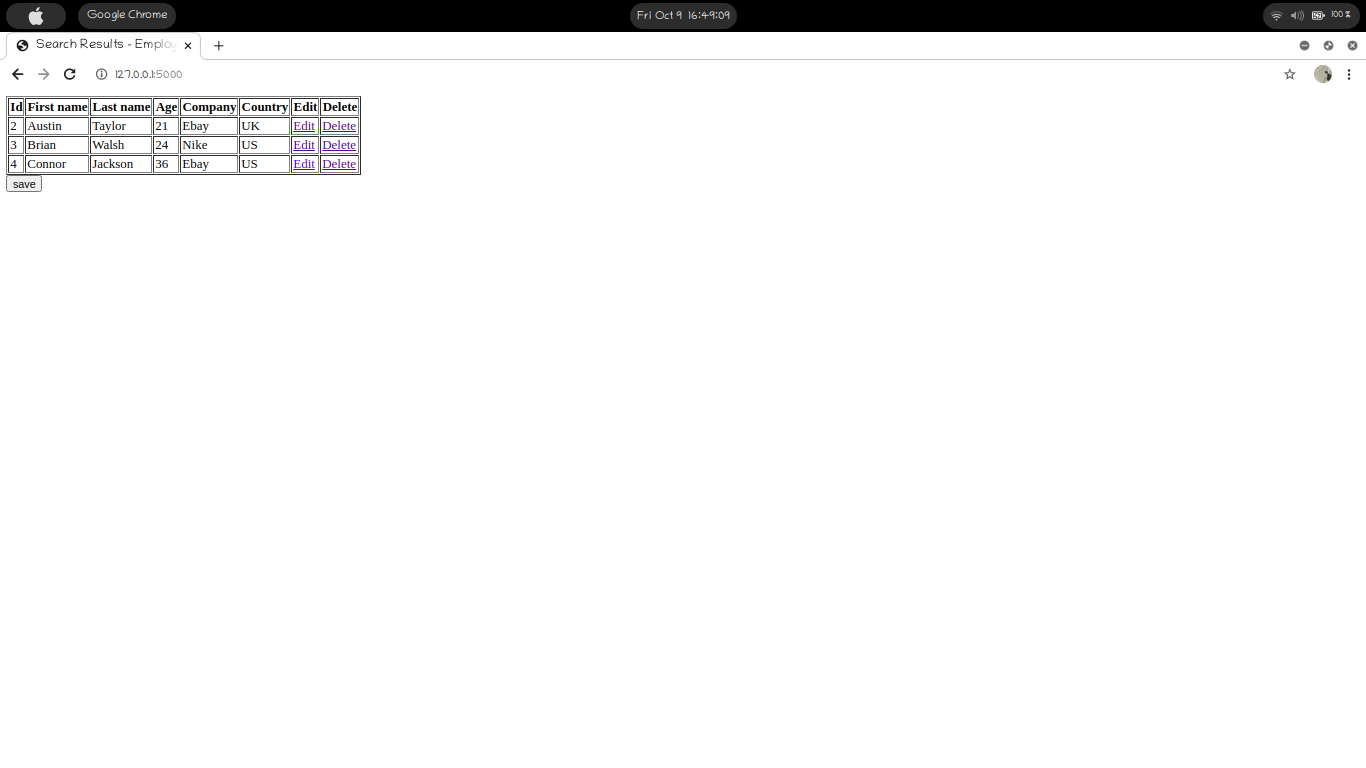 Google Chrome Fri Oct 9 16:49:09 100 %
Search Results - Employ
127.0.0.1:5000
Id First name Last name Age Company Country Edit Delete
2 Austin Taylor 21 Ebay UK Edit Delete
3 Brian Walsh 24 Nike US Edit Delete
4 Connor Jackson 36 Ebay US Edit Delete
save